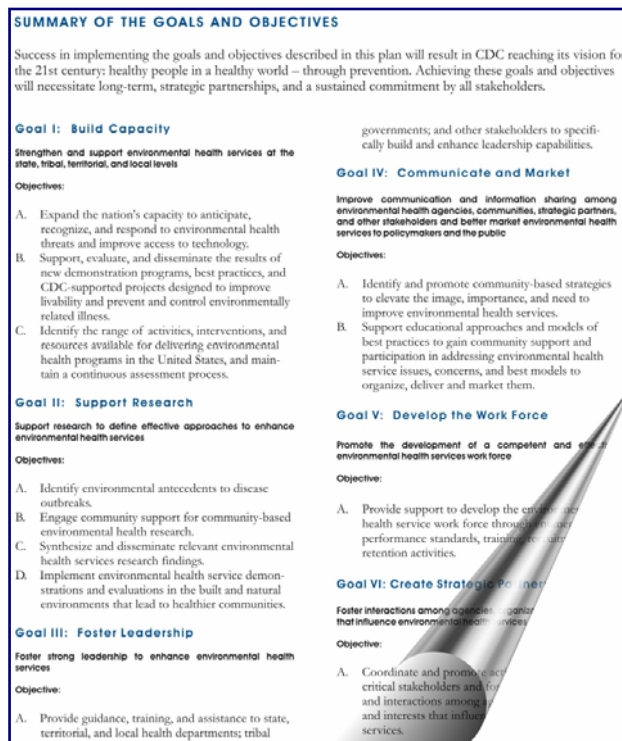 SUMMARY OF THE GOALS AND OBJECTIVES
Success in implementing the goals and objectives described in this plan will result in CDC reaching its vision fo
the 21st century: healthy people in a healthy world – through prevention. Achieving these goals and objectives
will necessitate long-term, strategic partnerships, and a sustained commitment by all stakeholders.
Goal I: Build Capacity
Strengthen and support environmental health services at the
state, tribal, territorial, and local levels
Objectives:
A. Expand the nation's capacity to anticipate,
recognize, and respond to environmental health
threats and improve access to technology.
B. Support, evaluate, and disseminate the results of
new demonstration programs, best practices, and
CDC-supported projects designed to improve
livability and prevent and control environmentally
related illness.
C. Identify the range of activities, interventions, and
resources available for delivering environmental
health programs in the United States, and main-
tain a continuous assessment process.
Goal II: Support Research
Support research to define effective approaches to enhance
environmental health services
Objectives:
A. Identify environmental antecedents to disease
outbreaks.
B. Engage community support for community-based
environmental health research.
C. Synthesize and disseminate relevant environmental
health services research findings.
D. Implement environmental health service demon-
strations and evaluations in the built and natural
environments that lead to healthier communities.
Goal III: Foster Leadership
Foster strong leadership to enhance environmental health
services
Objective:
A. Provide guidance, training, and assistance to state,
territorial, and local health departments; tribal
governments; and other stakeholders to specifi-
cally build and enhance leadership capabilities.
Goal IV: Communicate and Market
Improve communication and information sharing among
environmental health agencies, communities, strategic partners,
and other stakeholders and better market environmental health
services to policymakers and the public
Objectives:
A. Identify and promote community-based strategies
to elevate the image, importance, and need to
improve environmental health services.
B. Support educational approaches and models of
best practices to gain community support and
participation in addressing environmental health
service issues, concerns, and best models to
organize, deliver and market them.
Goal V: Develop the Work Force
Promote the development of a competent and
environmental health services work force
Objective:
A. Provide support to develop the
health service work force through
performance standards, training,
retention activities.
Goal VI: Create Strategic
Foster interactions among agencies,
that influence environmental health services
Objective:
A. Coordinate and promote
critical stakeholders and
and interactions among
and interests that
services.